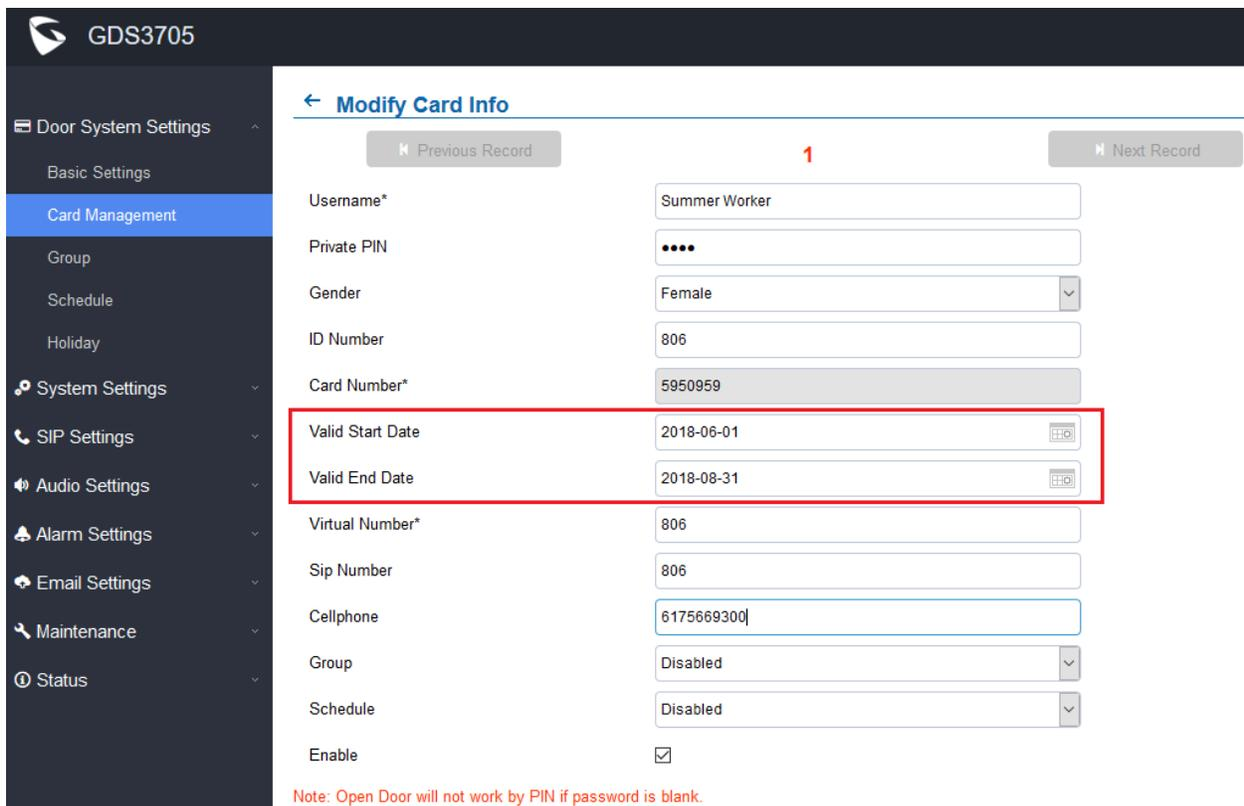 GDS3705
Door System Settings
Basic Settings
Card Management
Group
Schedule
Holiday
System Settings
SIP Settings
Audio Settings
Alarm Settings
Email Settings
Maintenance
Status
Modify Card Info
Previous Record 1 Next Record
Username* Summer Worker
Private PIN ••••
Gender Female
ID Number 806
Card Number* 5950959
Valid Start Date 2018-06-01
Valid End Date 2018-08-31
Virtual Number* 806
Sip Number 806
Cellphone 6175669300
Group Disabled
Schedule Disabled
Enable
Note: Open Door will not work by PIN if password is blank.